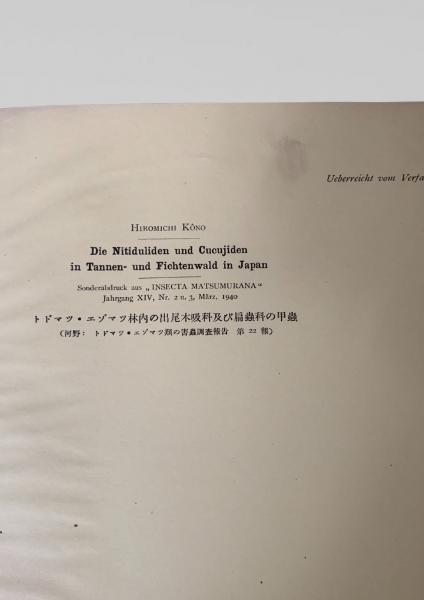 Ueberreicht vom Verfa
HIROMICHI KÔNO
Die Nitiduliden und Cucujiden
in Tannen- und Fichtenwald in Japan
Sonderabdruck aus „INSECTA MATSUMURANA“
Jahrgang XIV, Nr. 2 u. 3, März, 1940
トドマツ・エゾマツ林内の出尾木吸科及び扁蟲科の甲蟲
(河野: トドマツ・エゾマツ類の害蟲調査報告 第 22 報)